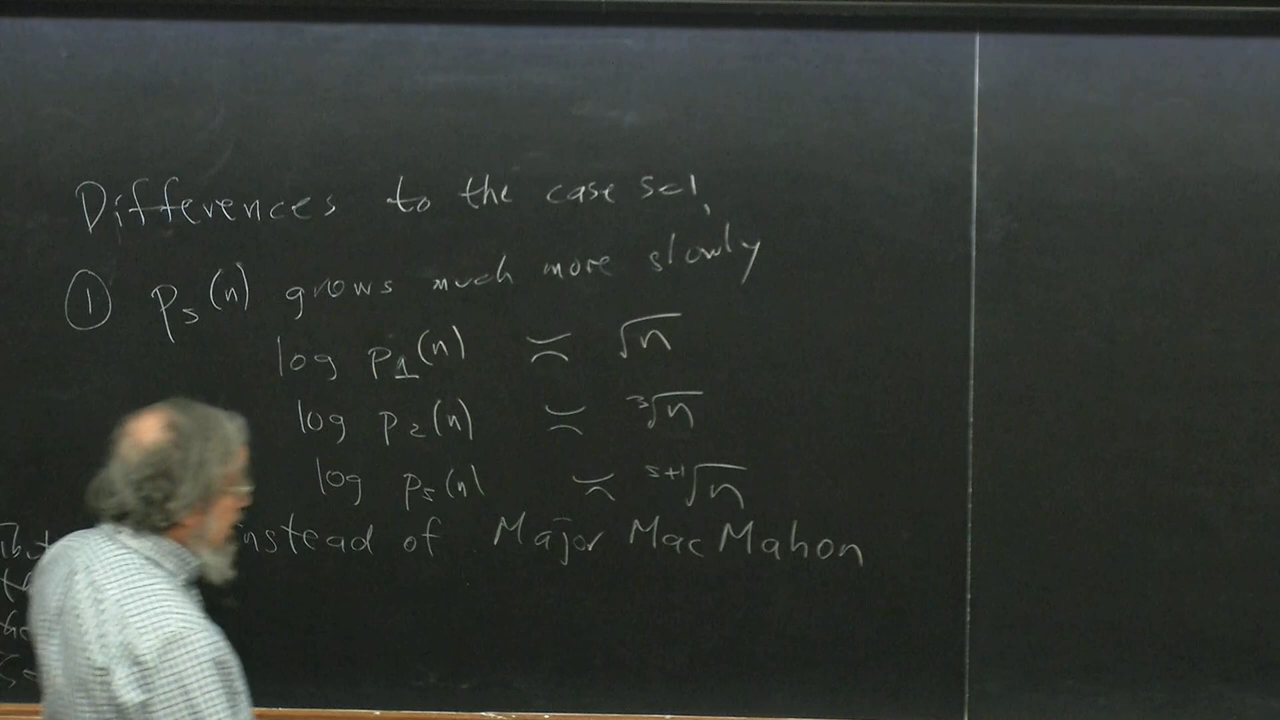 Differences to the case s=1,
① p_s(n) grows much more slowly
log p_1(n) ≍ √n
log p_2(n) ≍ ³√n
log p_s(n) ≍ ˢ⁺¹√n
instead of Major MacMahon